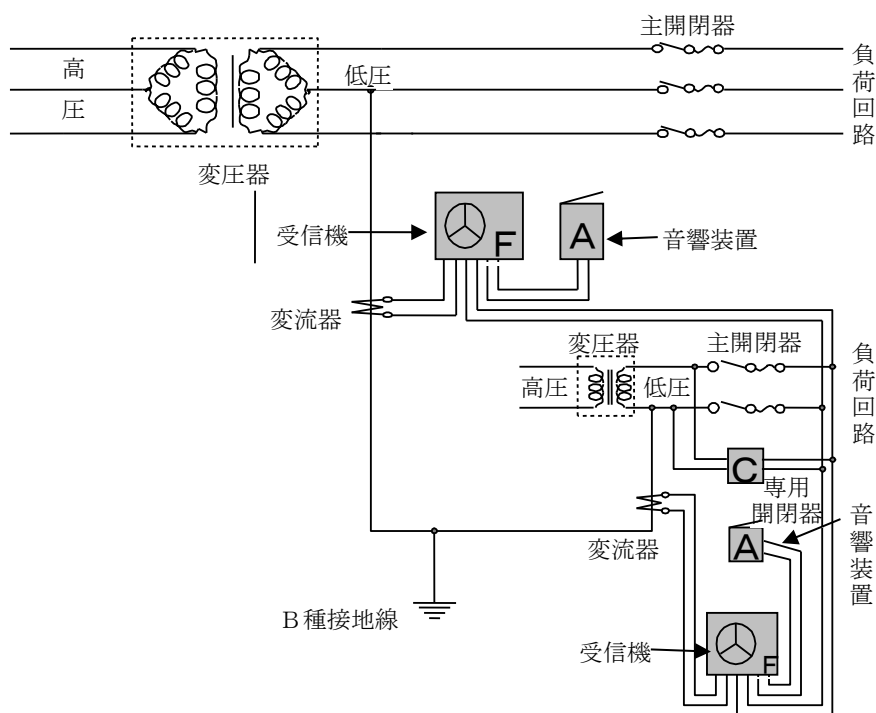 主開閉器
高圧
低圧
負荷回路
変圧器
受信機
F
A
音響装置
変流器
変圧器
主開閉器
高圧
低圧
負荷回路
C
専用
開閉器
音響装置
A
変流器
B種接地線
受信機
F